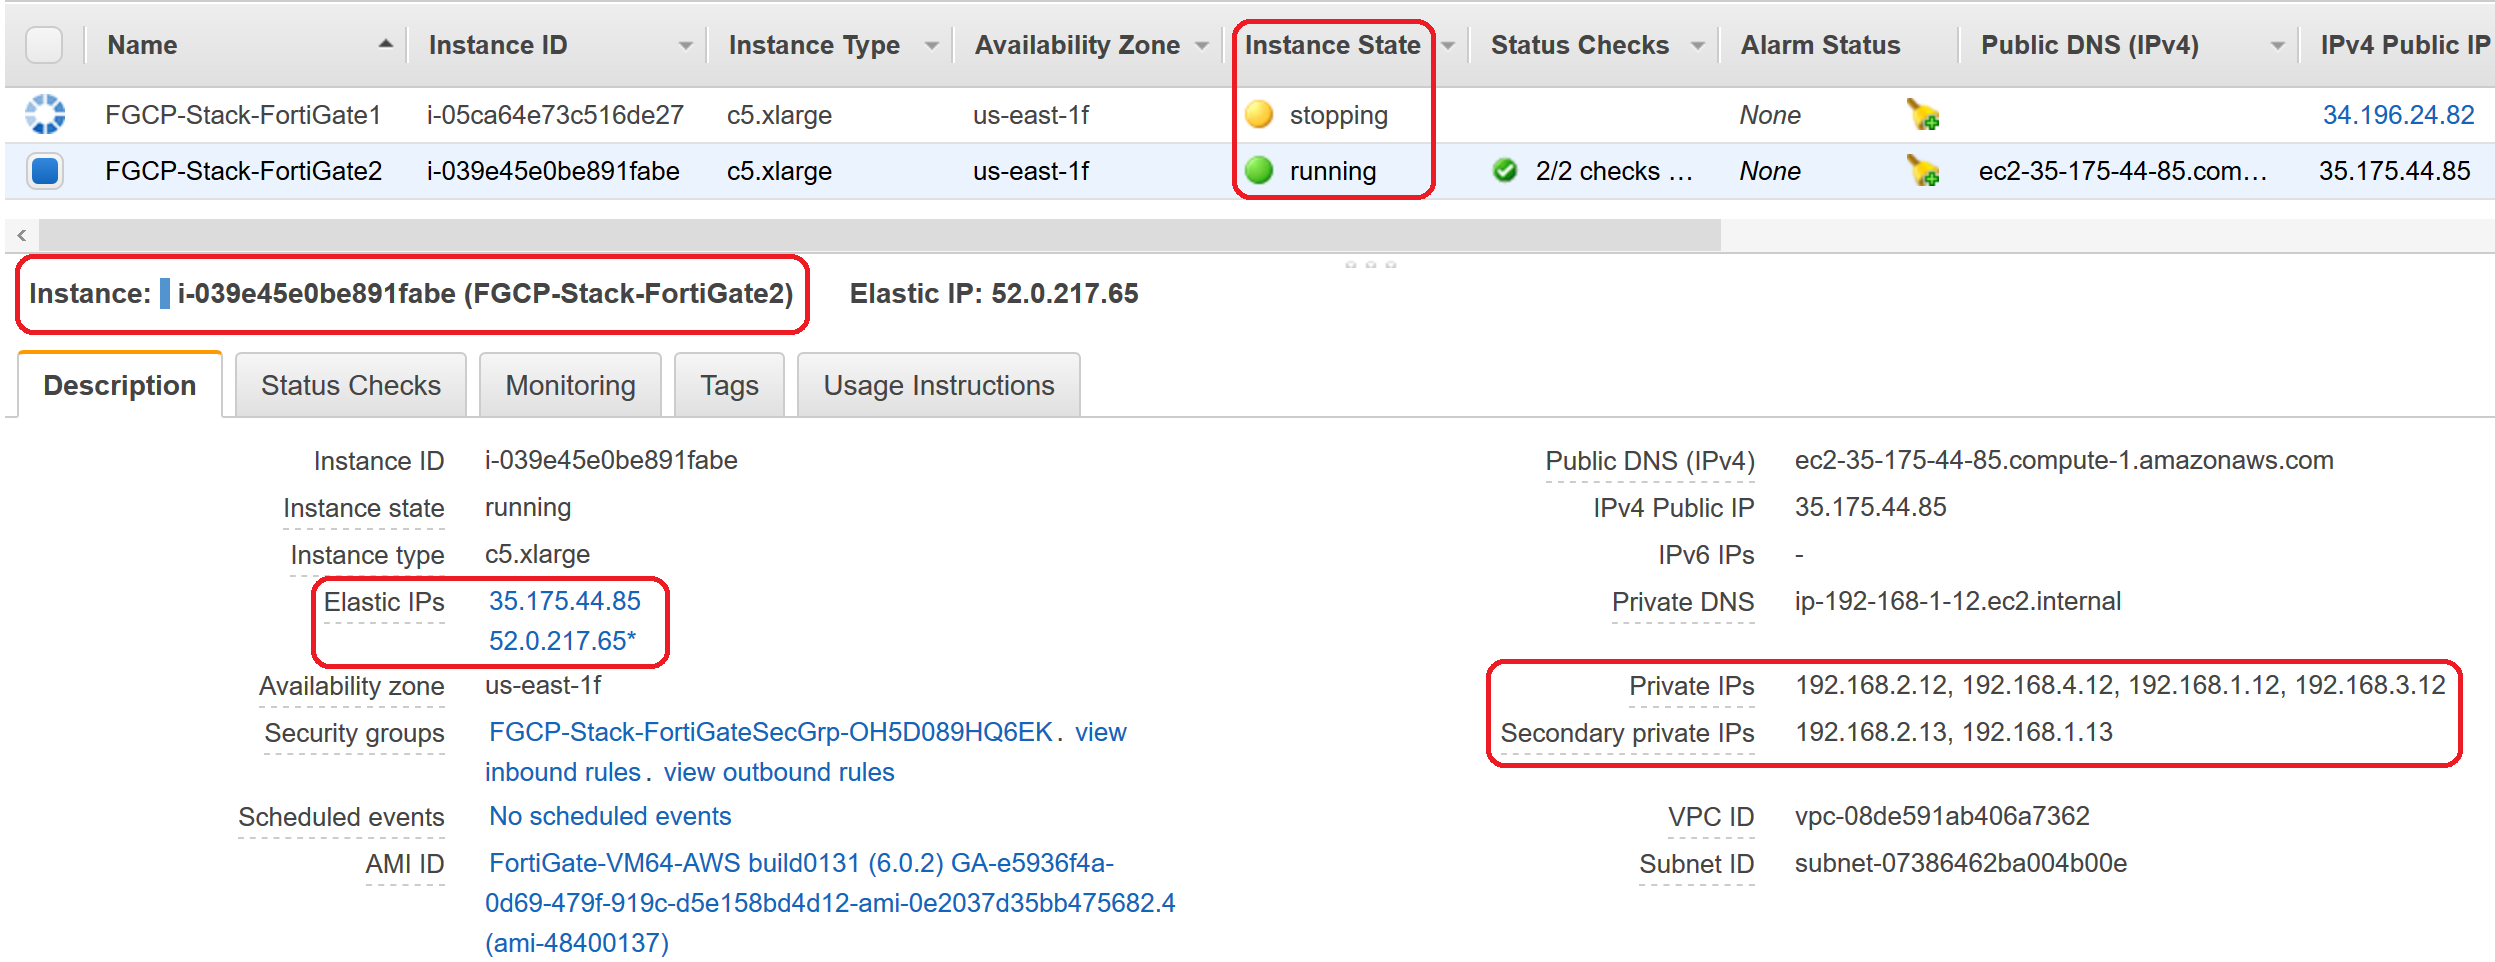 Name Instance ID Instance Type Availability Zone Instance State Status Checks Alarm Status Public DNS (IPv4) IPv4 Public IP
FGCP-Stack-FortiGate1 i-05ca64e73c516de27 c5.xlarge us-east-1f stopping None 34.196.24.82
FGCP-Stack-FortiGate2 i-039e45e0be891fabe c5.xlarge us-east-1f running 2/2 checks … None ec2-35-175-44-85.com… 35.175.44.85
Instance: i-039e45e0be891fabe (FGCP-Stack-FortiGate2) Elastic IP: 52.0.217.65
Description Status Checks Monitoring Tags Usage Instructions
Instance ID i-039e45e0be891fabe
Instance state running
Instance type c5.xlarge
Elastic IPs 35.175.44.85
52.0.217.65*
Availability zone us-east-1f
Security groups FGCP-Stack-FortiGateSecGrp-OH5D089HQ6EK. view
inbound rules. view outbound rules
Scheduled events No scheduled events
AMI ID FortiGate-VM64-AWS build0131 (6.0.2) GA-e5936f4a-
0d69-479f-919c-d5e158bd4d12-ami-0e2037d35bb475682.4
(ami-48400137)
Public DNS (IPv4) ec2-35-175-44-85.compute-1.amazonaws.com
IPv4 Public IP 35.175.44.85
IPv6 IPs -
Private DNS ip-192-168-1-12.ec2.internal
Private IPs 192.168.2.12, 192.168.4.12, 192.168.1.12, 192.168.3.12
Secondary private IPs 192.168.2.13, 192.168.1.13
VPC ID vpc-08de591ab406a7362
Subnet ID subnet-07386462ba004b00e